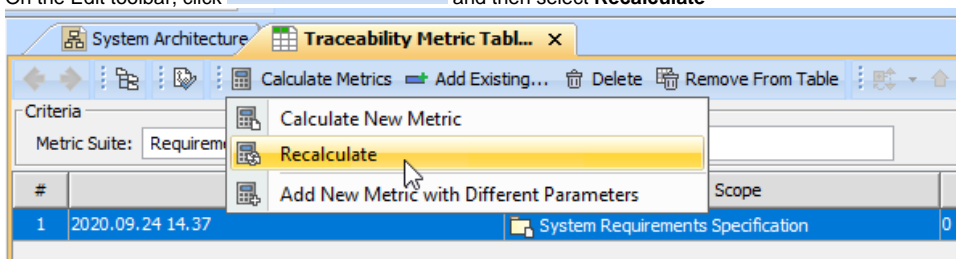 On the Edit toolbar, click and then select Recalculate
System Architecture Traceability Metric Tabl... ×
Calculate Metrics Add Existing... Delete Remove From Table
Criteria
Calculate New Metric
Metric Suite:
Recalculate
Add New Metric with Different Parameters
# Scope
1 2020.09.24 14.37 System Requirements Specification 0